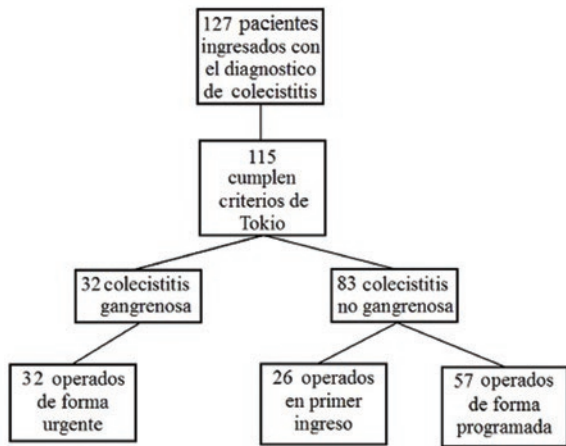 127 pacientes
ingresados con
el diagnostico
de colecistitis
115
cumplen
criterios de
Tokio
32 colecistitis
gangrenosa
83 colecistitis
no gangrenosa
32 operados
de forma
urgente
26 operados
en primer
ingreso
57 operados
de forma
programada